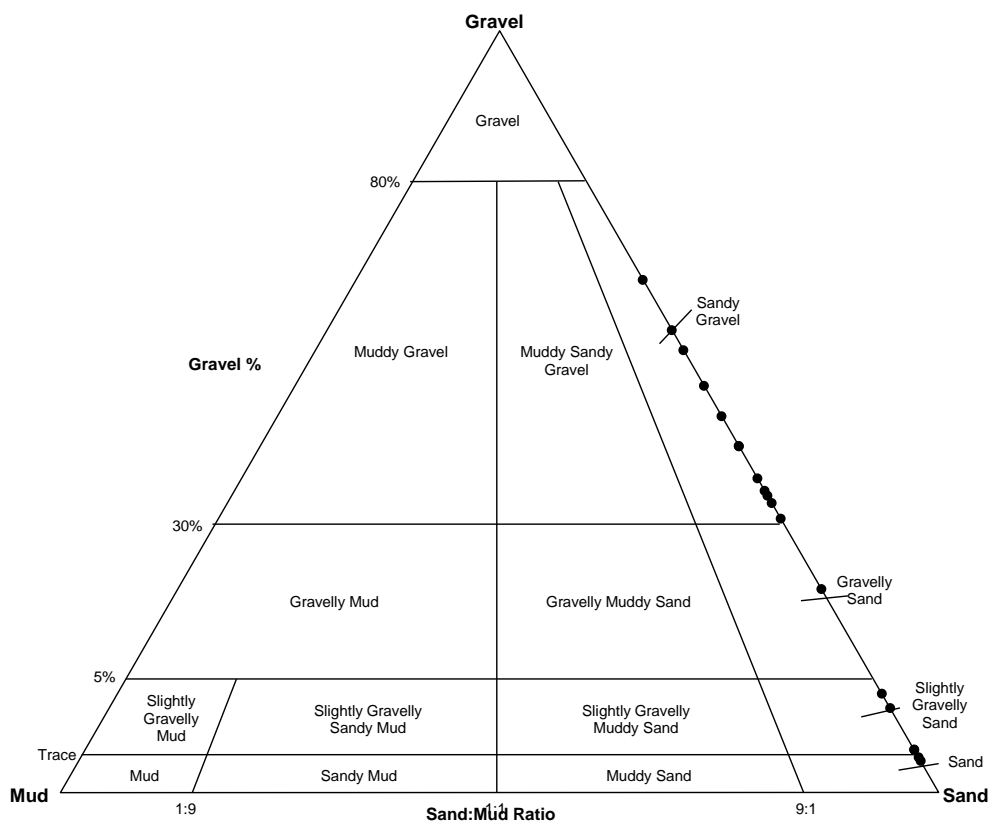 Gravel
Gravel
80%
Sandy
Gravel
Muddy Gravel
Muddy Sandy
Gravel
Gravel %
30%
Gravelly
Sand
Gravelly Mud
Gravelly Muddy Sand
5%
Slightly
Gravelly
Mud
Slightly Gravelly
Sandy Mud
Slightly Gravelly
Muddy Sand
Slightly
Gravelly
Sand
Trace
Mud
Sandy Mud
Muddy Sand
Sand
Mud
Sand
1:9
1:1
9:1
Sand:Mud Ratio